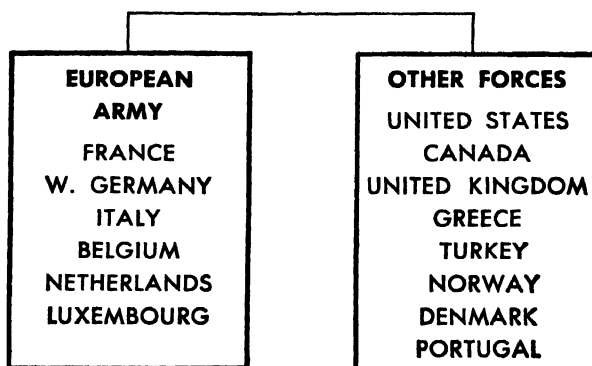 EUROPEAN
ARMY
FRANCE
W. GERMANY
ITALY
BELGIUM
NETHERLANDS
LUXEMBOURG
OTHER FORCES
UNITED STATES
CANADA
UNITED KINGDOM
GREECE
TURKEY
NORWAY
DENMARK
PORTUGAL